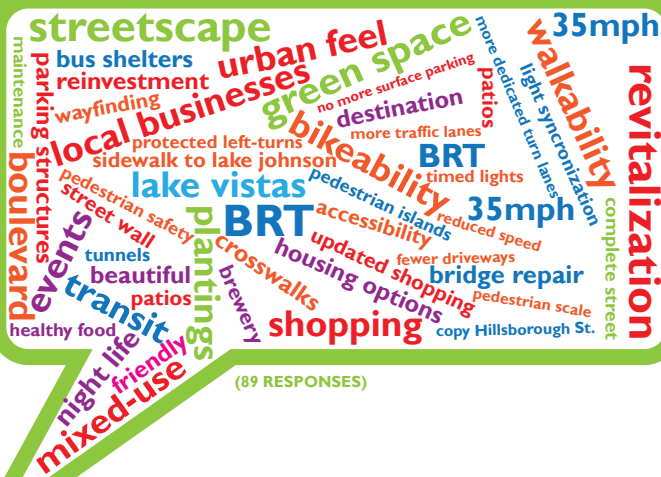 streetscape
35mph
maintenance
parking structures
bus shelters
urban feel
green space
more dedicated turn lanes
walkability
reinvestment
no more surface parking
patios
light syncronization
revitalization
wayfinding
local businesses
destination
protected left-turns
bikeability
more traffic lanes
sidewalk to lake johnson
BRT
timed lights
boulevard
pedestrian safety
lake vistas
pedestrian islands
street wall
plantings
BRT
accessibility
35mph
reduced speed
complete street
events
tunnels
crosswalks
housing options
updated shopping
fewer driveways
beautiful
transit
patios
brewery
bridge repair
pedestrian scale
healthy food
shopping
copy Hillsborough St.
night life
friendly
mixed-use
(89 RESPONSES)